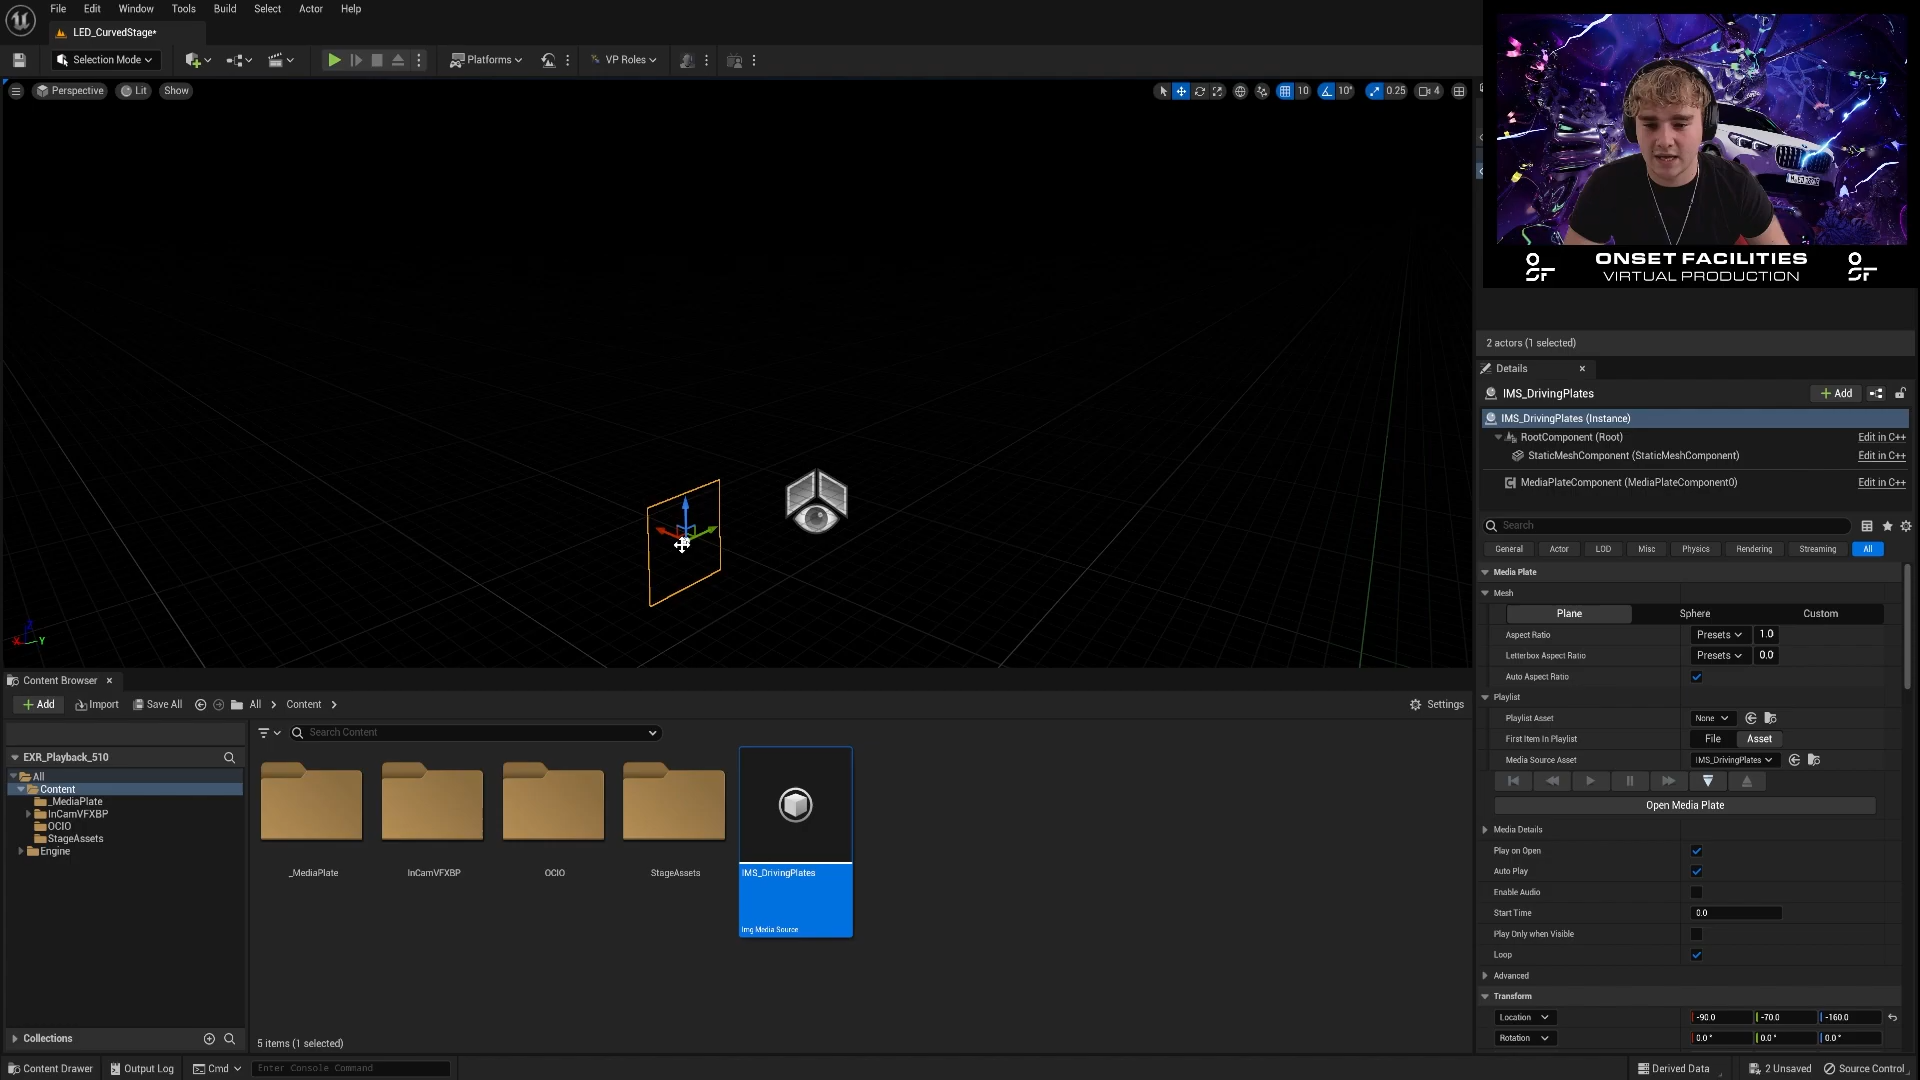 File Edit Window Tools Build Select Actor Help
LED_CurvedStage*
Selection Mode
Platforms
VP Roles
Perspective
Lit
Show
10
10°
0.25
4
ONSET FACILITIES
VIRTUAL PRODUCTION
OSF
OSF
2 actors (1 selected)
Details
IMS_DrivingPlates
Add
IMS_DrivingPlates (Instance)
RootComponent (Root)
Edit in C++
StaticMeshComponent (StaticMeshComponent)
Edit in C++
MediaPlateComponent (MediaPlateComponent0)
Edit in C++
Search
General Actor LOD Misc Physics Rendering Streaming All
Media Plate
Mesh
Plane Sphere Custom
Aspect Ratio Presets 1.0
Letterbox Aspect Ratio Presets 0.0
Auto Aspect Ratio
Playlist
Playlist Asset None
First Item In Playlist File Asset
Media Source Asset IMS_DrivingPlates
Open Media Plate
Media Details
Play on Open
Auto Play
Enable Audio
Start Time 0.0
Play Only when Visible
Loop
Advanced
Transform
Location -90.0 -70.0 -160.0
Rotation 0.0° 0.0° 0.0°
Z
X
Y
Content Browser
Add Import Save All All Content
Settings
Search Content
EXR_Playback_510
All
Content
_MediaPlate
InCamVFXBP
OCIO
StageAssets
Engine
_MediaPlate
InCamVFXBP
OCIO
StageAssets
IMS_DrivingPlates
Img Media Source
Collections
5 items (1 selected)
Content Drawer
Output Log
Cmd
Enter Console Command
Derived Data
2 Unsaved
Source Control